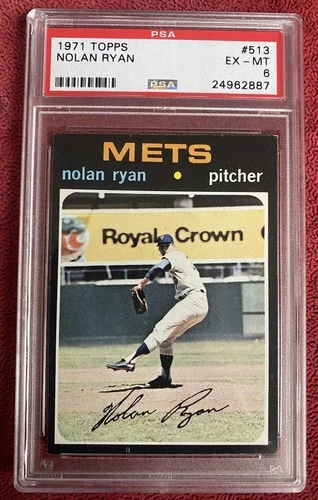 PSA
1971 TOPPS #513
NOLAN RYAN EX - MT
PSA 6
24962887
METS
nolan ryan • pitcher
Royal Crown C
Nolan Ryan